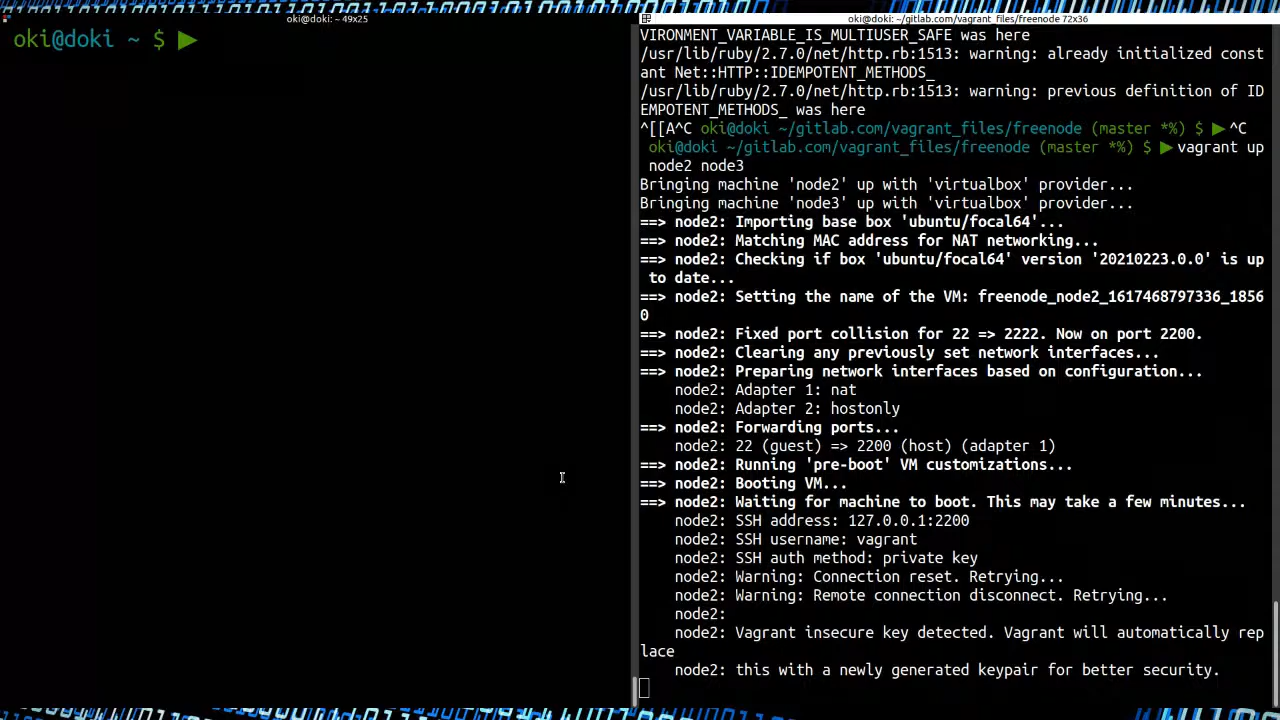 oki@doki: ~ 49x25
oki@doki ~ $ ▶
oki@doki: ~/gitlab.com/vagrant_files/freenode 72x36
VIRONMENT_VARIABLE_IS_MULTIUSER_SAFE was here
/usr/lib/ruby/2.7.0/net/http.rb:1513: warning: already initialized const
ant Net::HTTP::IDEMPOTENT_METHODS_
/usr/lib/ruby/2.7.0/net/http.rb:1513: warning: previous definition of ID
EMPOTENT_METHODS_ was here
^[[A^C oki@doki ~/gitlab.com/vagrant_files/freenode (master *%) $ ▶^C
oki@doki ~/gitlab.com/vagrant_files/freenode (master *%) $ ▶vagrant up
node2 node3
Bringing machine 'node2' up with 'virtualbox' provider...
Bringing machine 'node3' up with 'virtualbox' provider...
==> node2: Importing base box 'ubuntu/focal64'...
==> node2: Matching MAC address for NAT networking...
==> node2: Checking if box 'ubuntu/focal64' version '20210223.0.0' is up
to date...
==> node2: Setting the name of the VM: freenode_node2_1617468797336_1856
0
==> node2: Fixed port collision for 22 => 2222. Now on port 2200.
==> node2: Clearing any previously set network interfaces...
==> node2: Preparing network interfaces based on configuration...
node2: Adapter 1: nat
node2: Adapter 2: hostonly
==> node2: Forwarding ports...
node2: 22 (guest) => 2200 (host) (adapter 1)
==> node2: Running 'pre-boot' VM customizations...
==> node2: Booting VM...
==> node2: Waiting for machine to boot. This may take a few minutes...
node2: SSH address: 127.0.0.1:2200
node2: SSH username: vagrant
node2: SSH auth method: private key
node2: Warning: Connection reset. Retrying...
node2: Warning: Remote connection disconnect. Retrying...
node2:
node2: Vagrant insecure key detected. Vagrant will automatically rep
lace
node2: this with a newly generated keypair for better security.